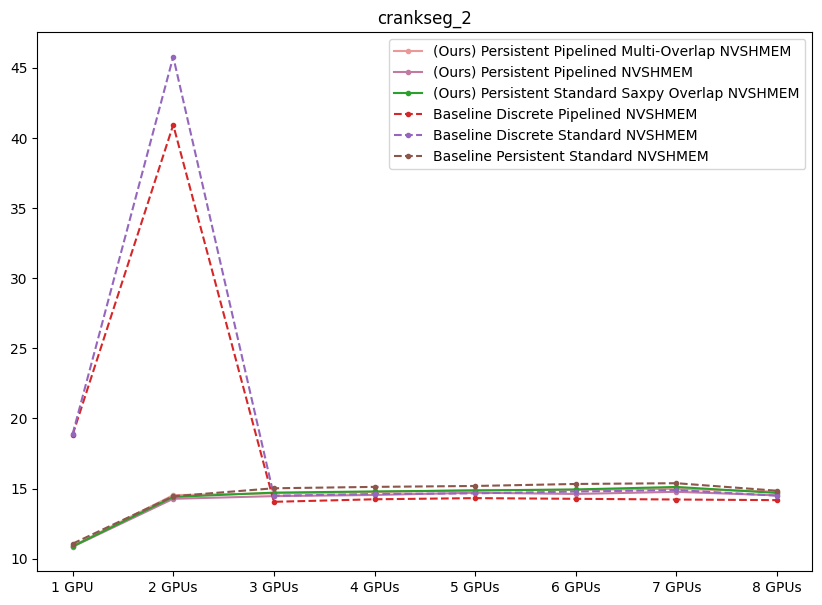 crankseg_2
(Ours) Persistent Pipelined Multi-Overlap NVSHMEM
(Ours) Persistent Pipelined NVSHMEM
(Ours) Persistent Standard Saxpy Overlap NVSHMEM
Baseline Discrete Pipelined NVSHMEM
Baseline Discrete Standard NVSHMEM
Baseline Persistent Standard NVSHMEM
45
40
35
30
25
20
15
10
1 GPU 2 GPUs 3 GPUs 4 GPUs 5 GPUs 6 GPUs 7 GPUs 8 GPUs